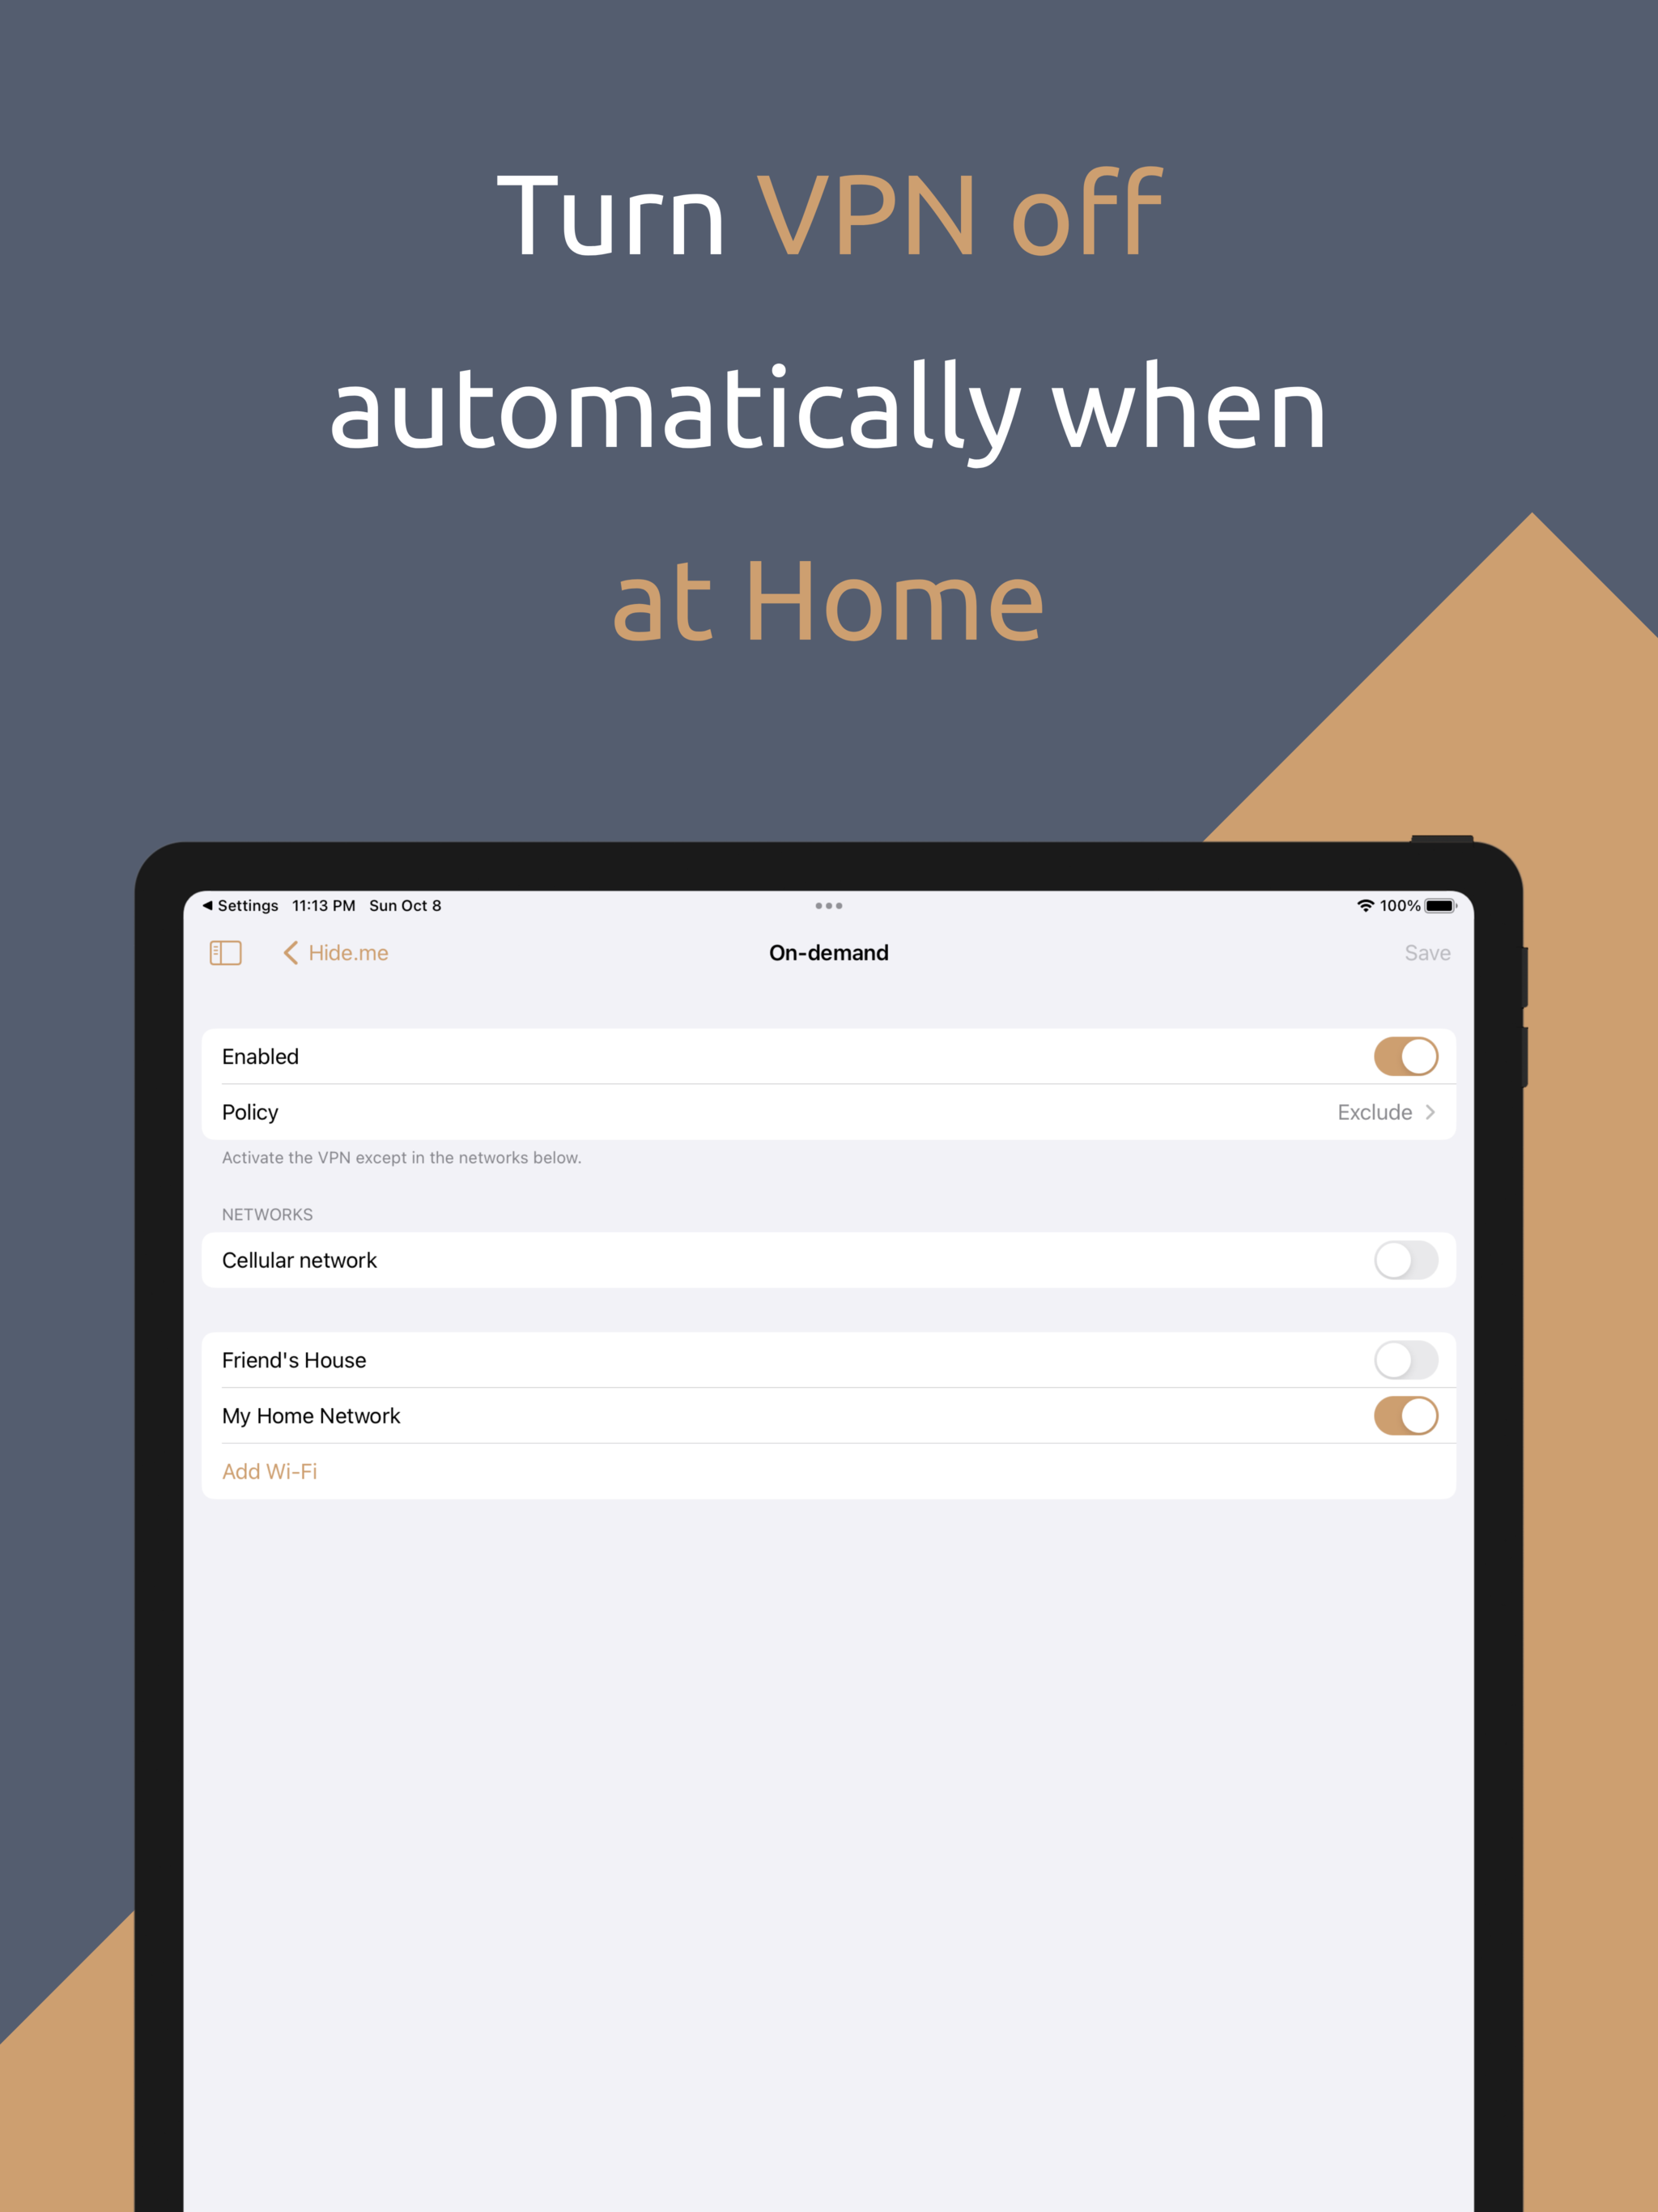 Turn VPN off
automatically when
at Home
Settings 11:13 PM Sun Oct 8
100%
Hide.me
On-demand
Save
Enabled
Policy
Exclude
Activate the VPN except in the networks below.
NETWORKS
Cellular network
Friend's House
My Home Network
Add Wi-Fi